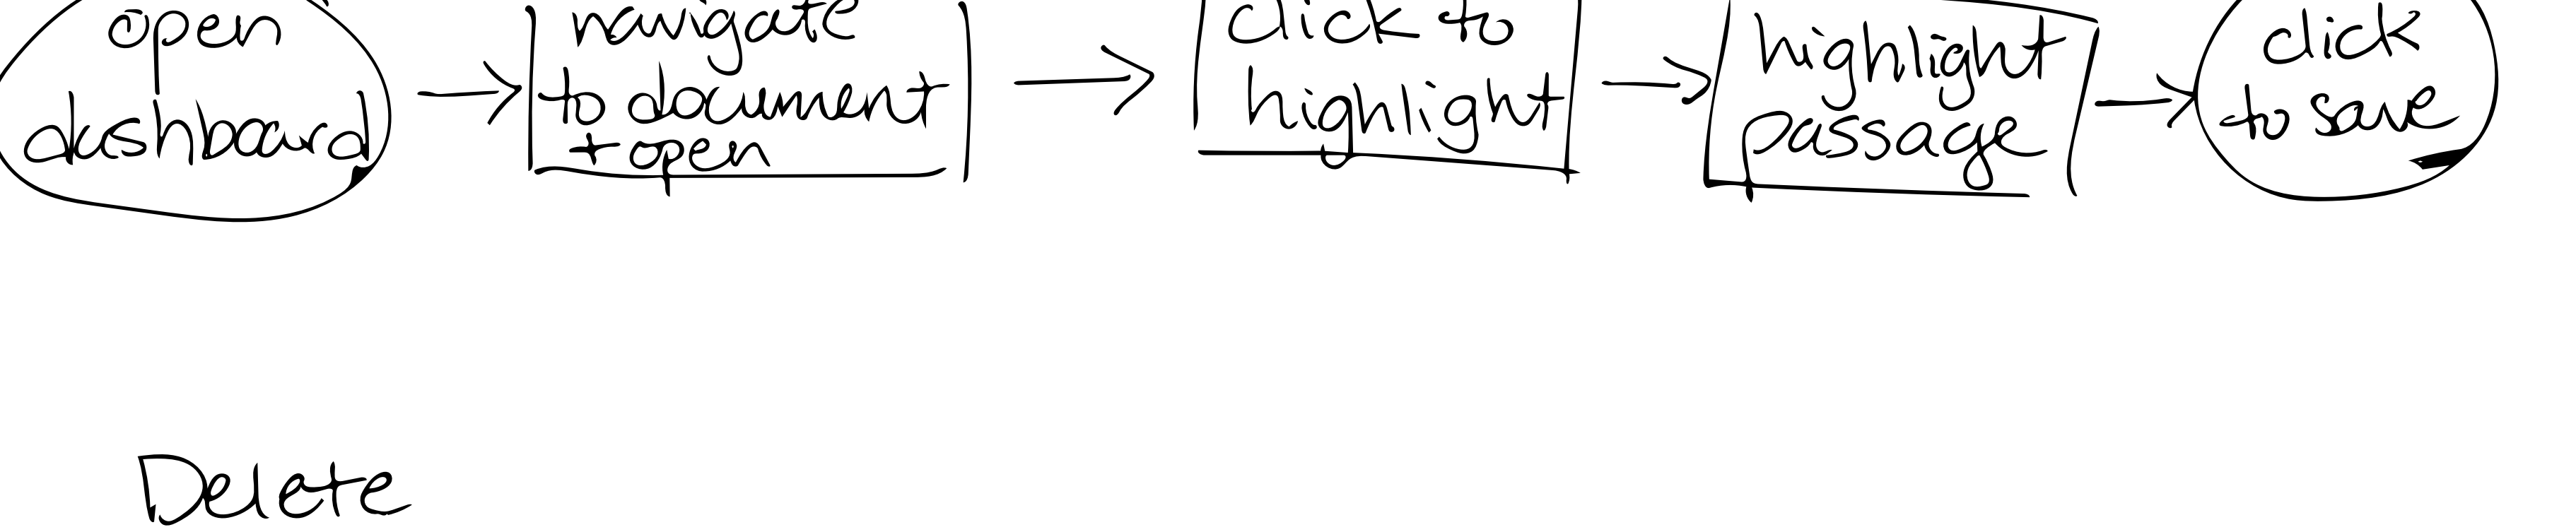 open
dashboard
navigate
to document
+ open
click to
highlight
highlight
passage
click
to save
Delete